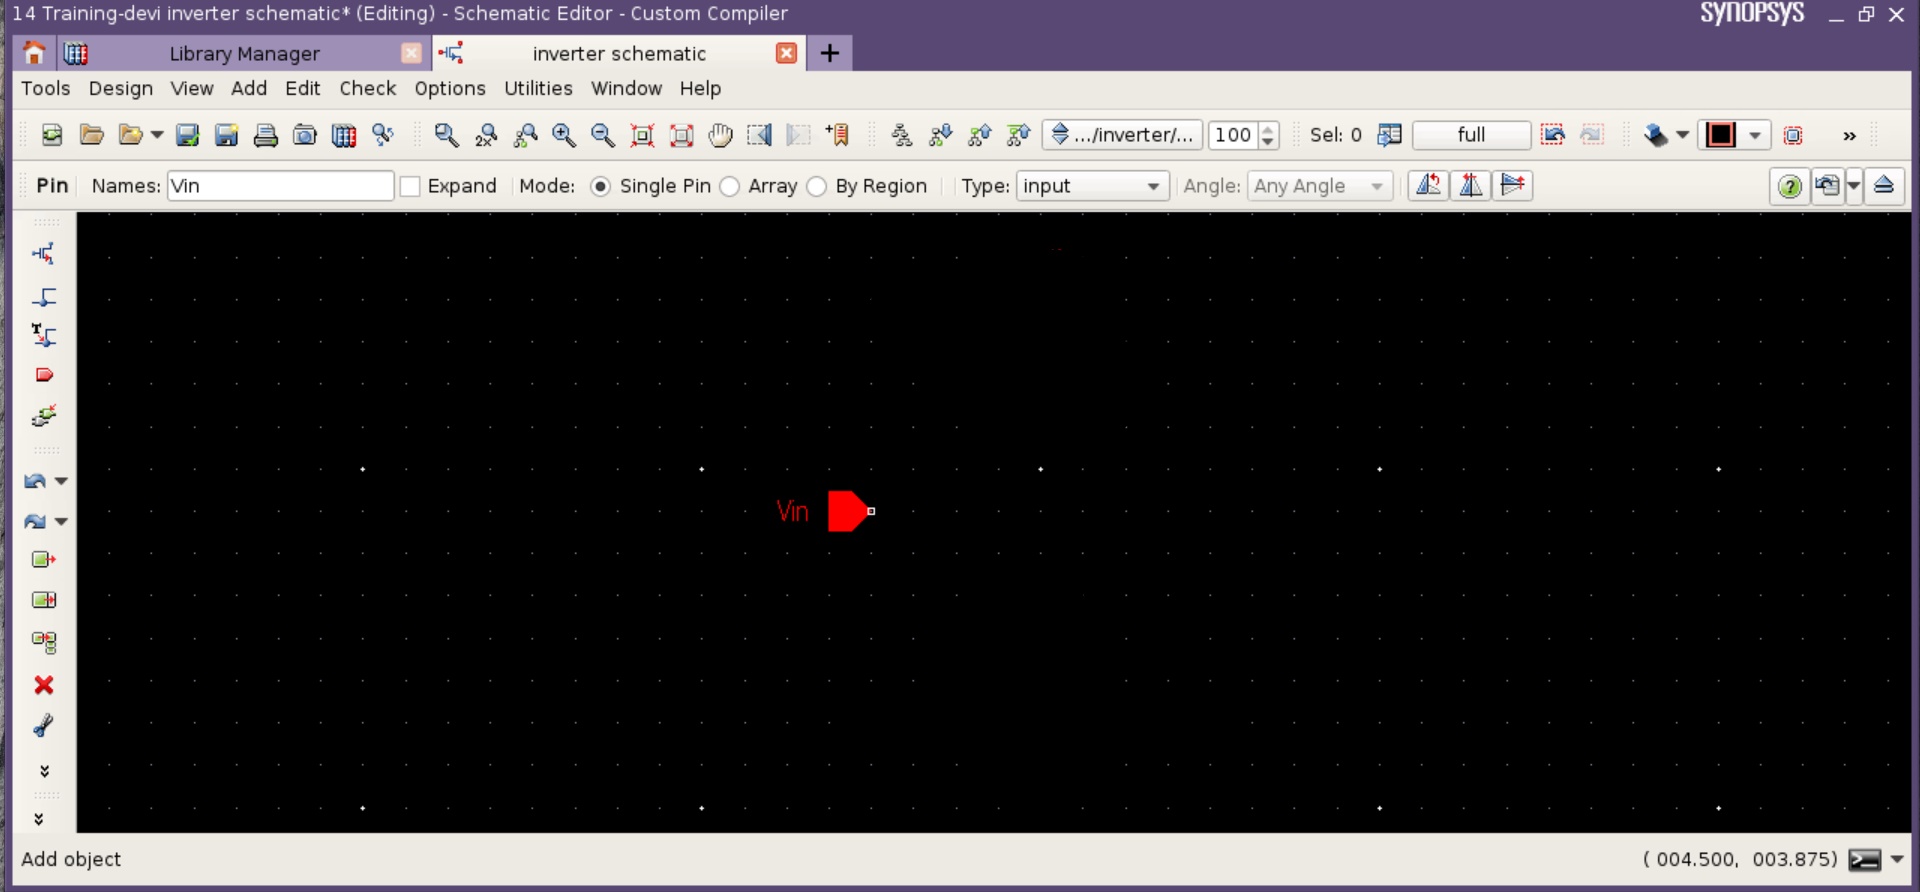 14 Training-devi inverter schematic* (Editing) - Schematic Editor - Custom Compiler SYNOPSYS
Library Manager inverter schematic
Tools Design View Add Edit Check Options Utilities Window Help
2x .../inverter/... 100 Sel: 0 full »
Pin Names: Vin Expand Mode: Single Pin Array By Region Type: input Angle: Any Angle
T
Vin
Add object ( 004.500, 003.875)